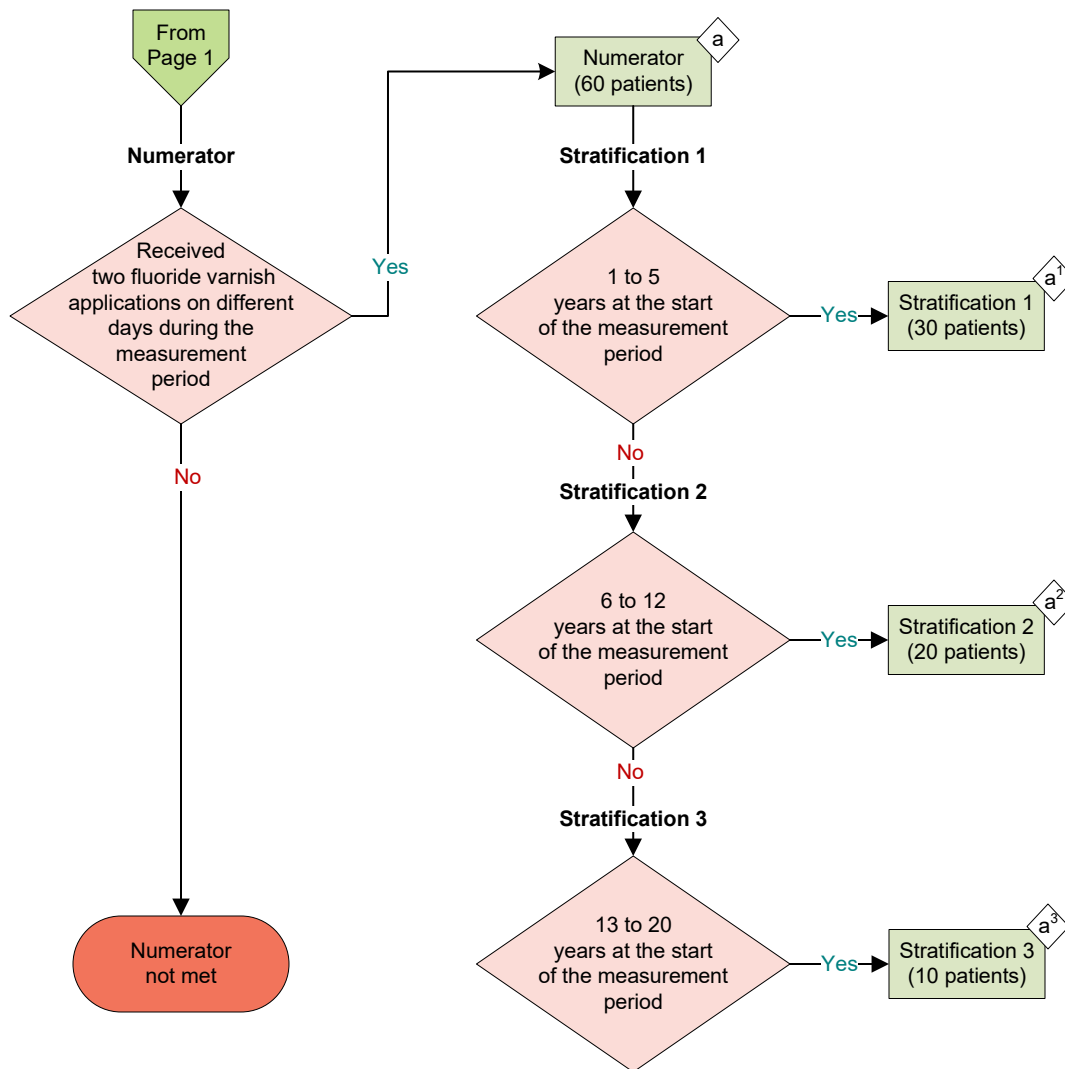 From
Page 1
Numerator
Received
two fluoride varnish
applications on different
days during the
measurement
period
Yes
No
Numerator
not met
Numerator
(60 patients)
a
Stratification 1
1 to 5
years at the start
of the measurement
period
Yes
Stratification 1
(30 patients)
a¹
No
Stratification 2
6 to 12
years at the start
of the measurement
period
Yes
Stratification 2
(20 patients)
a²
No
Stratification 3
13 to 20
years at the start
of the measurement
period
Yes
Stratification 3
(10 patients)
a³